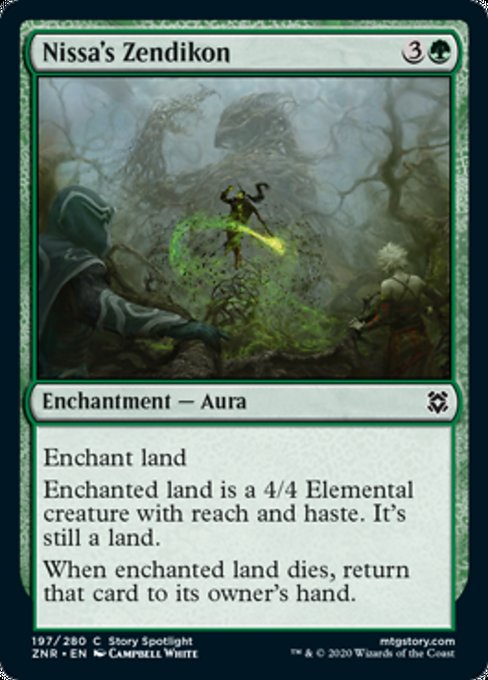 Nissa's Zendikon 3
Enchantment — Aura
Enchant land
Enchanted land is a 4/4 Elemental
creature with reach and haste. It's
still a land.
When enchanted land dies, return
that card to its owner's hand.
197/280 C Story Spotlight mtgstory.com
ZNR • EN Campbell White ™ & © 2020 Wizards of the Coast